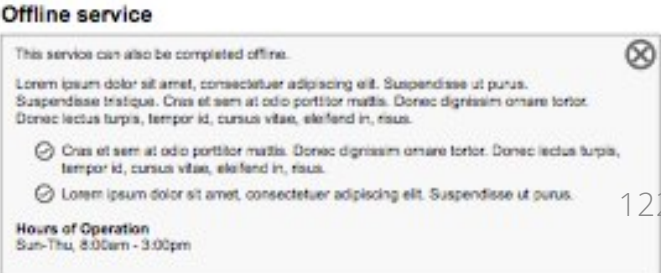 Offline service
This service can also be completed offline.
Lorem ipsum dolor sit amet, consectetuer adipiscing elit. Suspendisse ut purus.
Suspendisse tristique. Cras et sem at odio porttitor mattis. Donec dignissim ornare tortor.
Donec lectus turpis, tempor id, cursus vitae, eleifend in, risus.
Cras et sem at odio porttitor mattis. Donec dignissim ornare tortor. Donec lectus turpis,
tempor id, cursus vitae, eleifend in, risus.
Lorem ipsum dolor sit amet, consectetuer adipiscing elit. Suspendisse ut purus.
122
Hours of Operation
Sun-Thu, 8:00am - 3:00pm